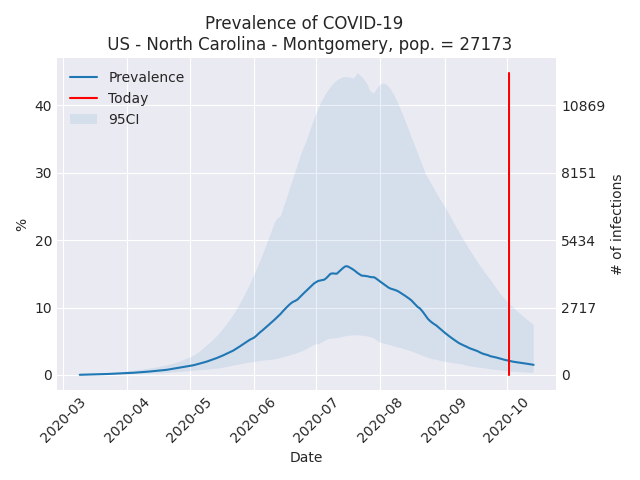 Prevalence of COVID-19
US - North Carolina - Montgomery, pop. = 27173
Prevalence
Today
95CI
%
40
30
20
10
0
10869
8151
5434
2717
0
# of infections
2020-03
2020-04
2020-05
2020-06
2020-07
2020-08
2020-09
2020-10
Date